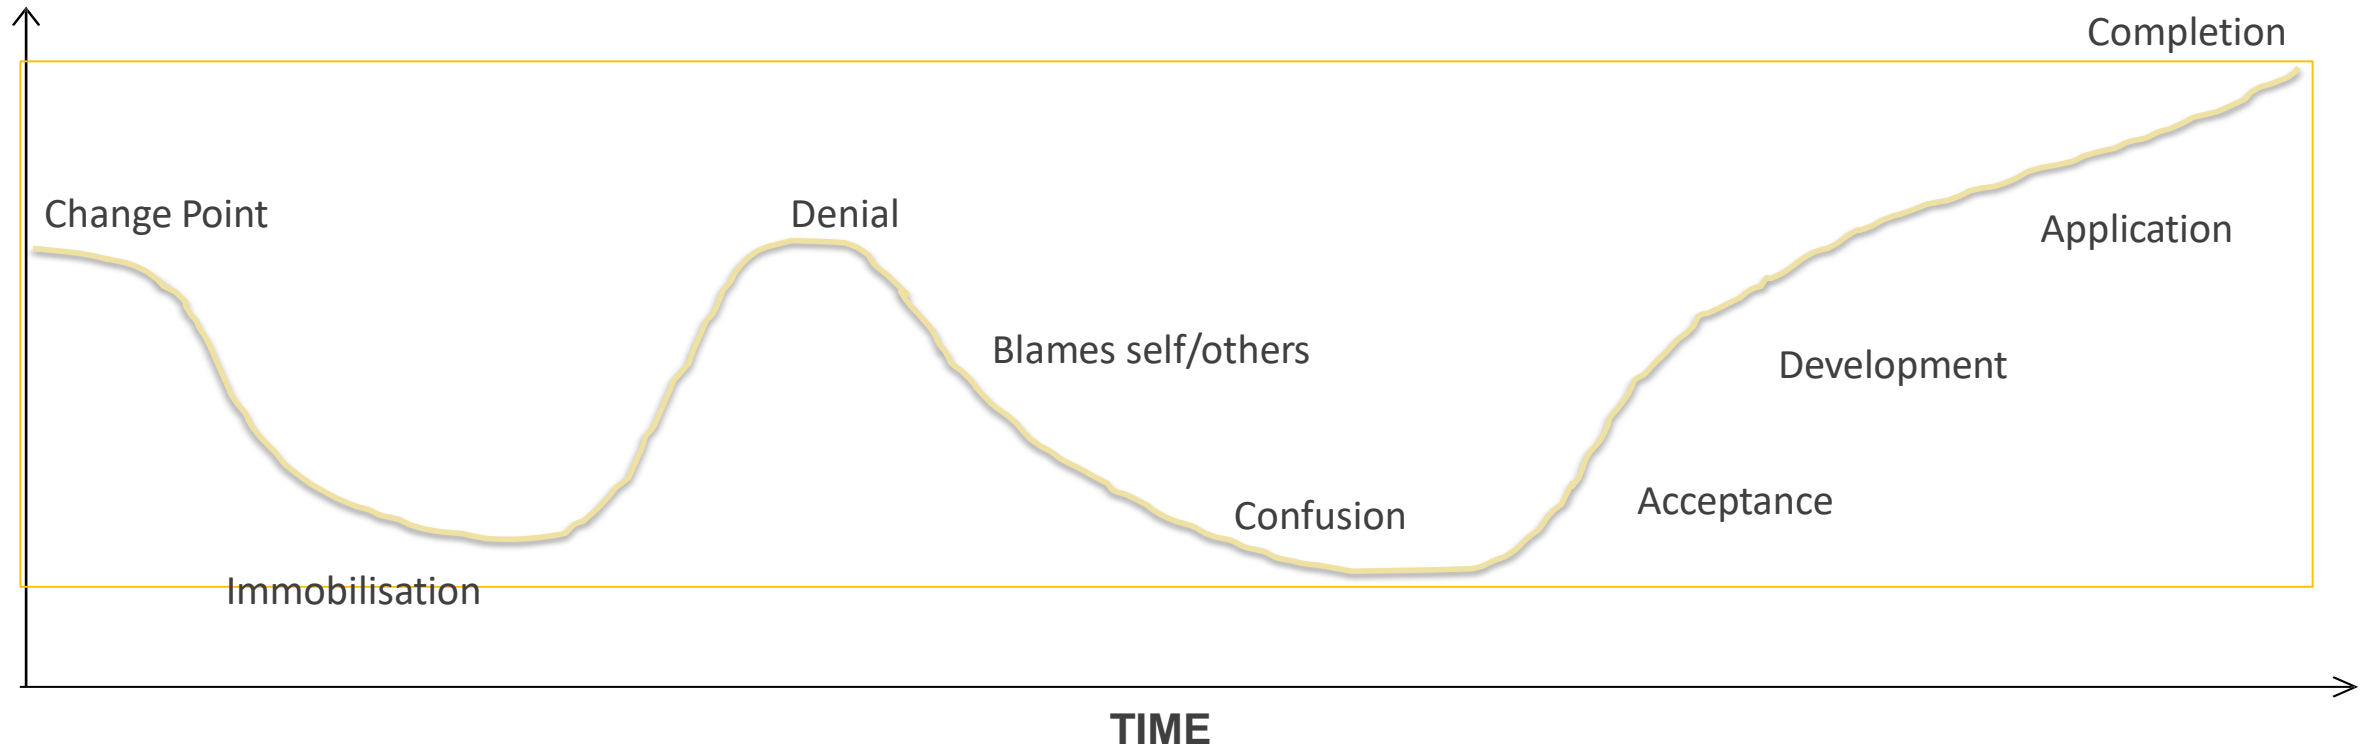 Completion
Change Point
Denial
Application
Blames self/others
Development
Acceptance
Confusion
Immobilisation
TIME